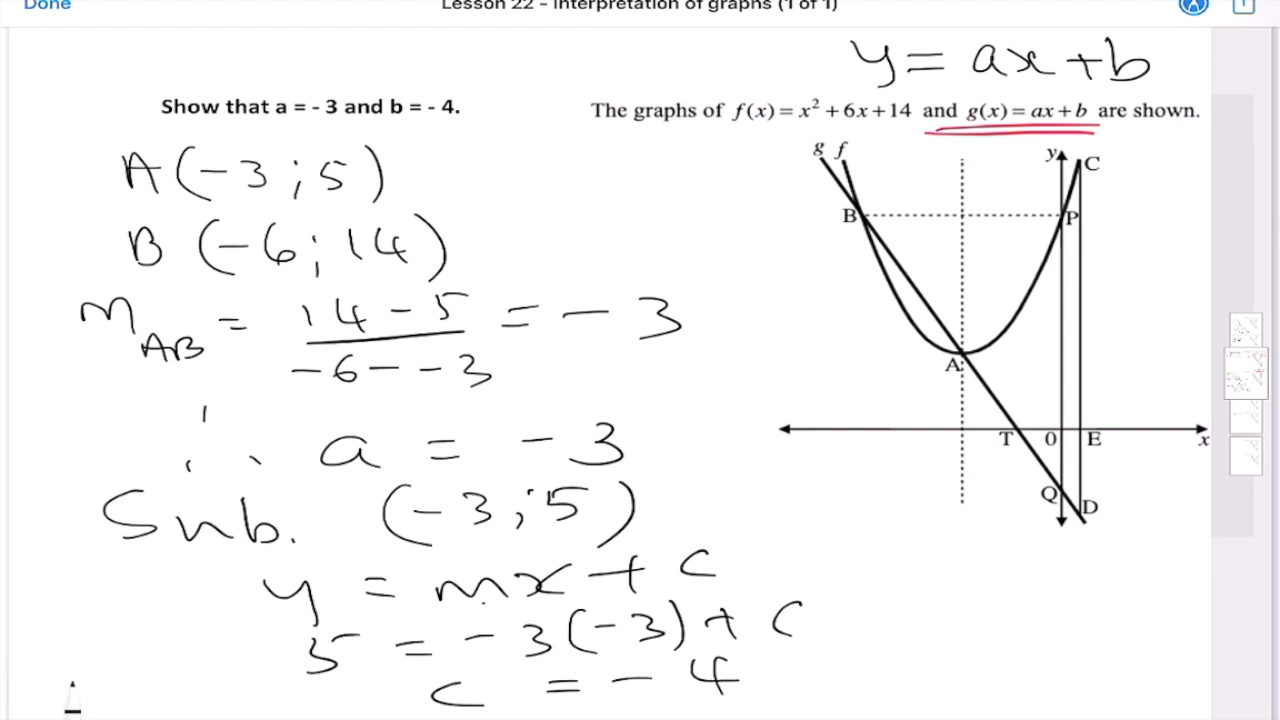 Done
Lesson 22 – Interpretation of graphs (1 of 1)
y = ax + b
Show that a = - 3 and b = - 4.
The graphs of f(x) = x² + 6x + 14 and g(x) = ax + b are shown.
A (-3 ; 5)
B (-6 ; 14)
m_AB = (14 - 5)/(-6 - -3) = -3
∴ a = -3
Sub. (-3 ; 5)
y = mx + c
5 = -3(-3) + c
c = -4
g f
y
C
B
P
A
T
0
E
x
Q
D